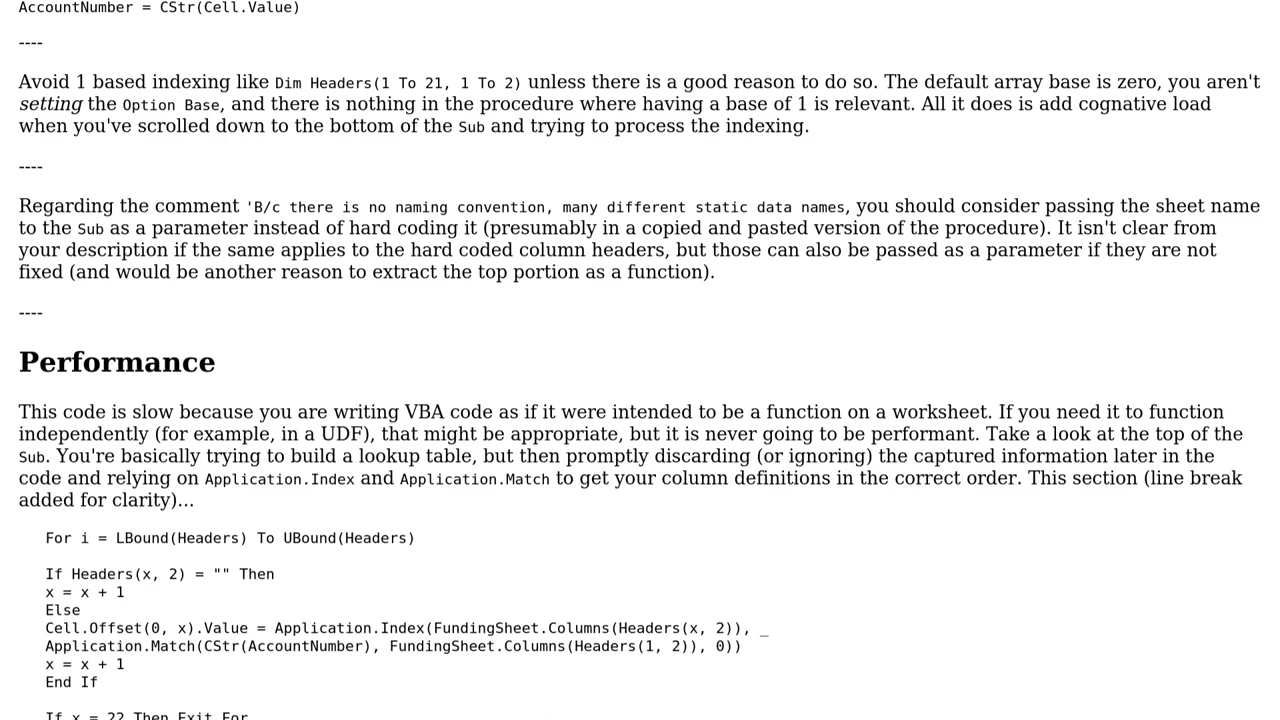 AccountNumber = CStr(Cell.Value)
----
Avoid 1 based indexing like Dim Headers(1 To 21, 1 To 2) unless there is a good reason to do so. The default array base is zero, you aren't
setting the Option Base, and there is nothing in the procedure where having a base of 1 is relevant. All it does is add cognative load
when you've scrolled down to the bottom of the Sub and trying to process the indexing.
----
Regarding the comment 'B/c there is no naming convention, many different static data names, you should consider passing the sheet name
to the Sub as a parameter instead of hard coding it (presumably in a copied and pasted version of the procedure). It isn't clear from
your description if the same applies to the hard coded column headers, but those can also be passed as a parameter if they are not
fixed (and would be another reason to extract the top portion as a function).
----
Performance
This code is slow because you are writing VBA code as if it were intended to be a function on a worksheet. If you need it to function
independently (for example, in a UDF), that might be appropriate, but it is never going to be performant. Take a look at the top of the
Sub. You're basically trying to build a lookup table, but then promptly discarding (or ignoring) the captured information later in the
code and relying on Application.Index and Application.Match to get your column definitions in the correct order. This section (line break
added for clarity)...
For i = LBound(Headers) To UBound(Headers)
If Headers(x, 2) = "" Then
x = x + 1
Else
Cell.Offset(0, x).Value = Application.Index(FundingSheet.Columns(Headers(x, 2)), _
Application.Match(CStr(AccountNumber), FundingSheet.Columns(Headers(1, 2)), 0))
x = x + 1
End If
If x = 22 Then Exit For